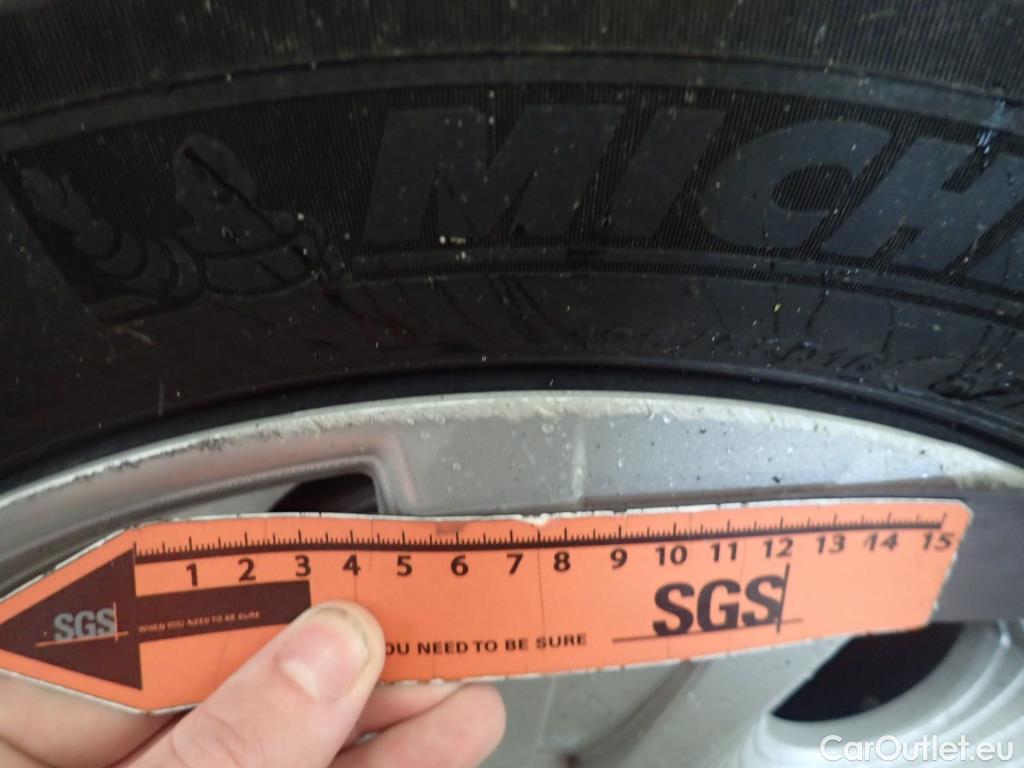 MICH
1 2 3 4 5 6 7 8 9 10 11 12 13 14 15
SGS
WHEN YOU NEED TO BE SURE
OU NEED TO BE SURE
SGS
CarOutlet.eu